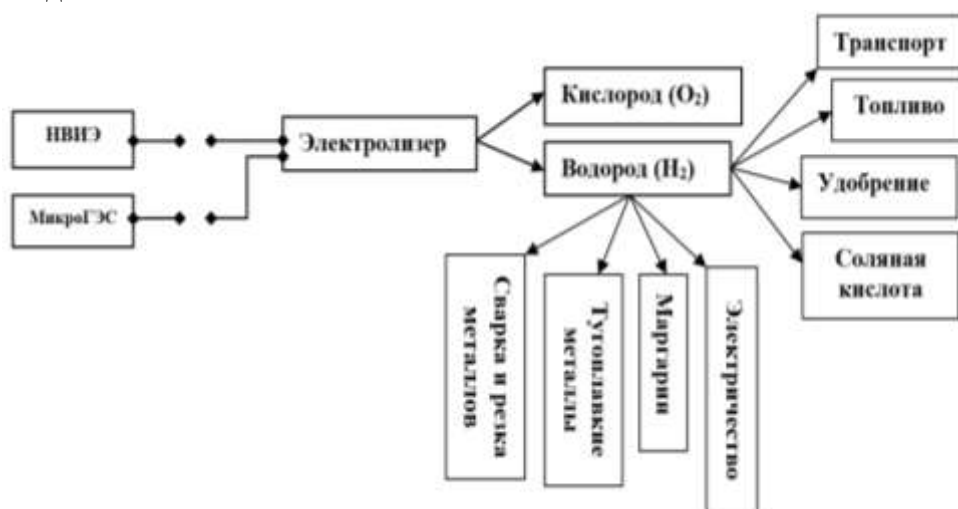 НВИЭ
МикроГЭС
Электролизер
Кислород (O₂)
Водород (H₂)
Транспорт
Топливо
Удобрение
Соляная
кислота
Сварка и резка
металлов
Тугоплавкие
металлы
Маргарин
Электричество